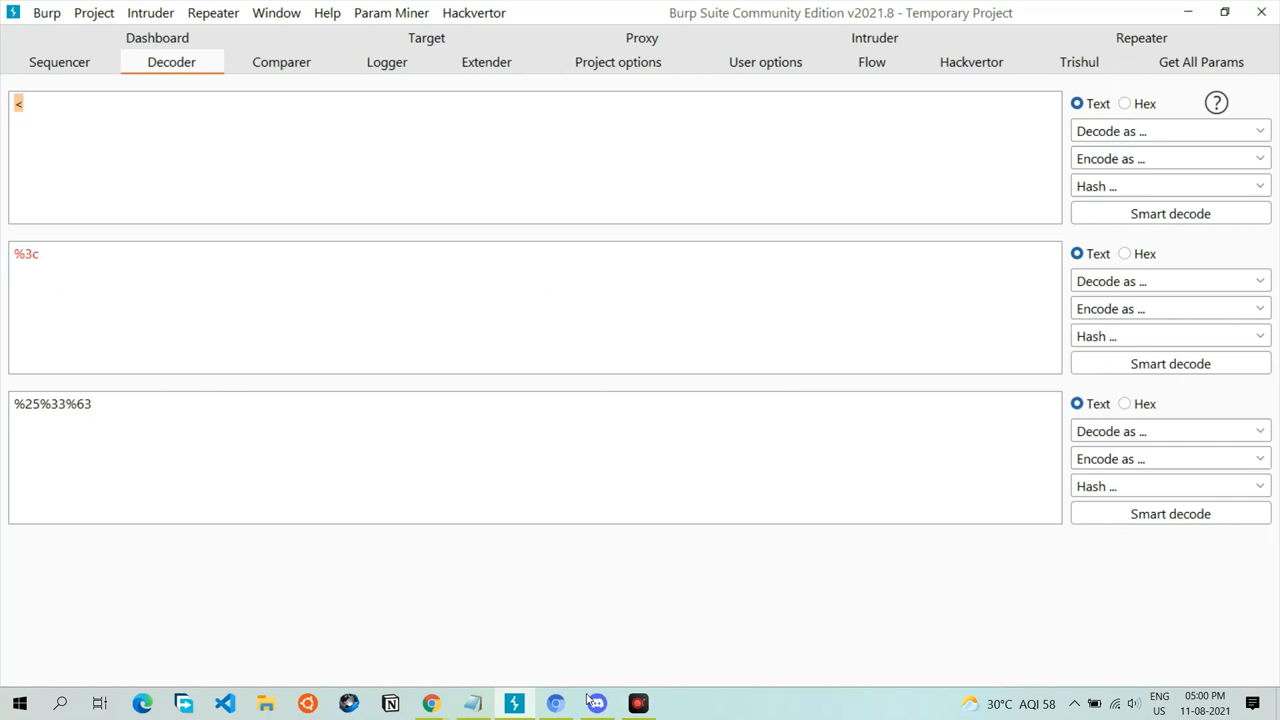 Burp Project Intruder Repeater Window Help Param Miner Hackvertor Burp Suite Community Edition v2021.8 - Temporary Project
Dashboard Target Proxy Intruder Repeater
Sequencer Decoder Comparer Logger Extender Project options User options Flow Hackvertor Trishul Get All Params
<
Text Hex ?
Decode as ...
Encode as ...
Hash ...
Smart decode
%3c
Text Hex
Decode as ...
Encode as ...
Hash ...
Smart decode
%25%33%63
Text Hex
Decode as ...
Encode as ...
Hash ...
Smart decode
30°C AQI 58
ENG
US
05:00 PM
11-08-2021